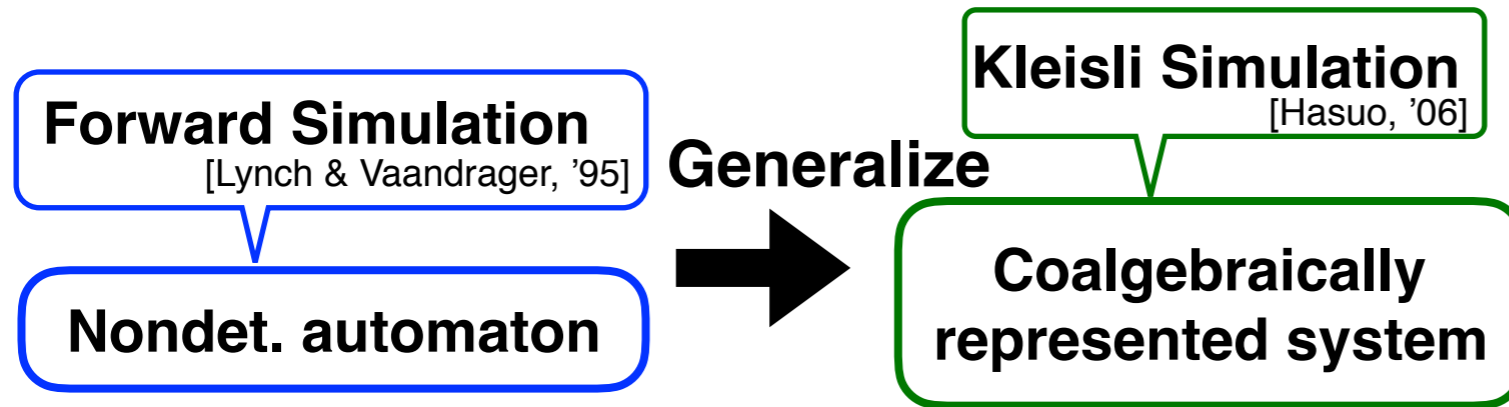 Forward Simulation
[Lynch & Vaandrager, ’95]
Nondet. automaton
Generalize
Kleisli Simulation
[Hasuo, ’06]
Coalgebraically
represented system